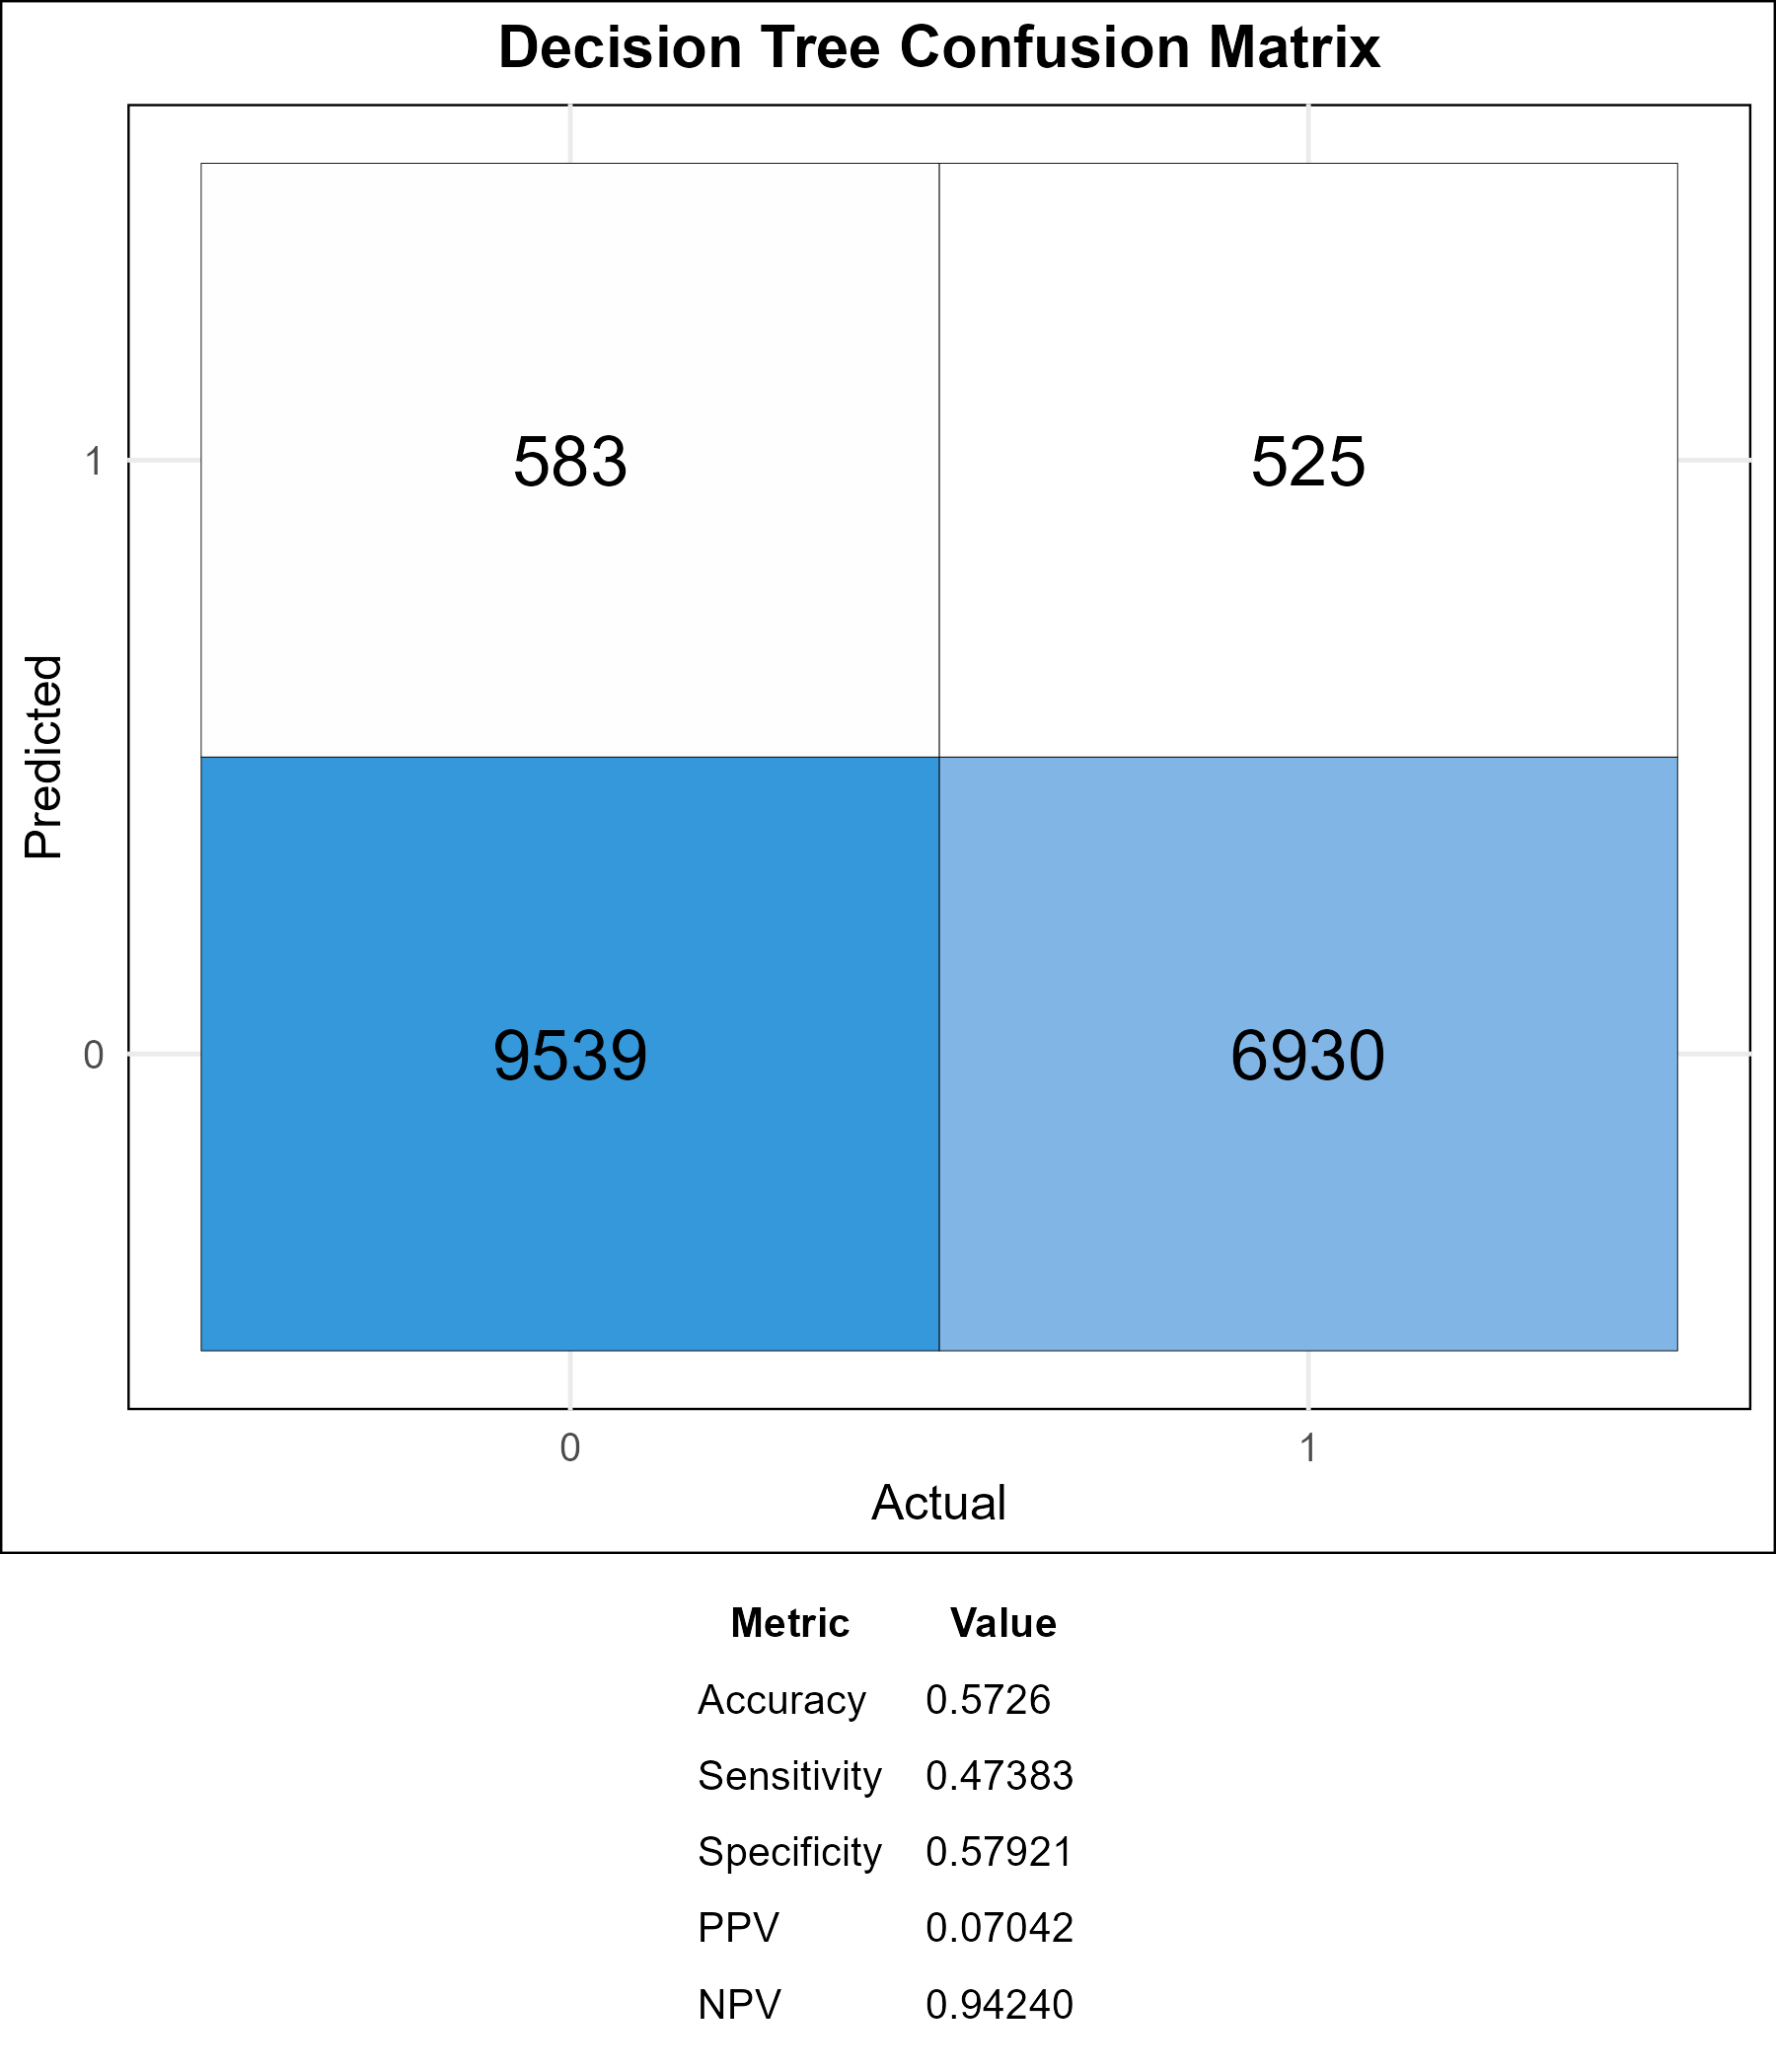 Decision Tree Confusion Matrix
Predicted
1
583 525
0
9539 6930
0 1
Actual
Metric Value
Accuracy 0.5726
Sensitivity 0.47383
Specificity 0.57921
PPV 0.07042
NPV 0.94240